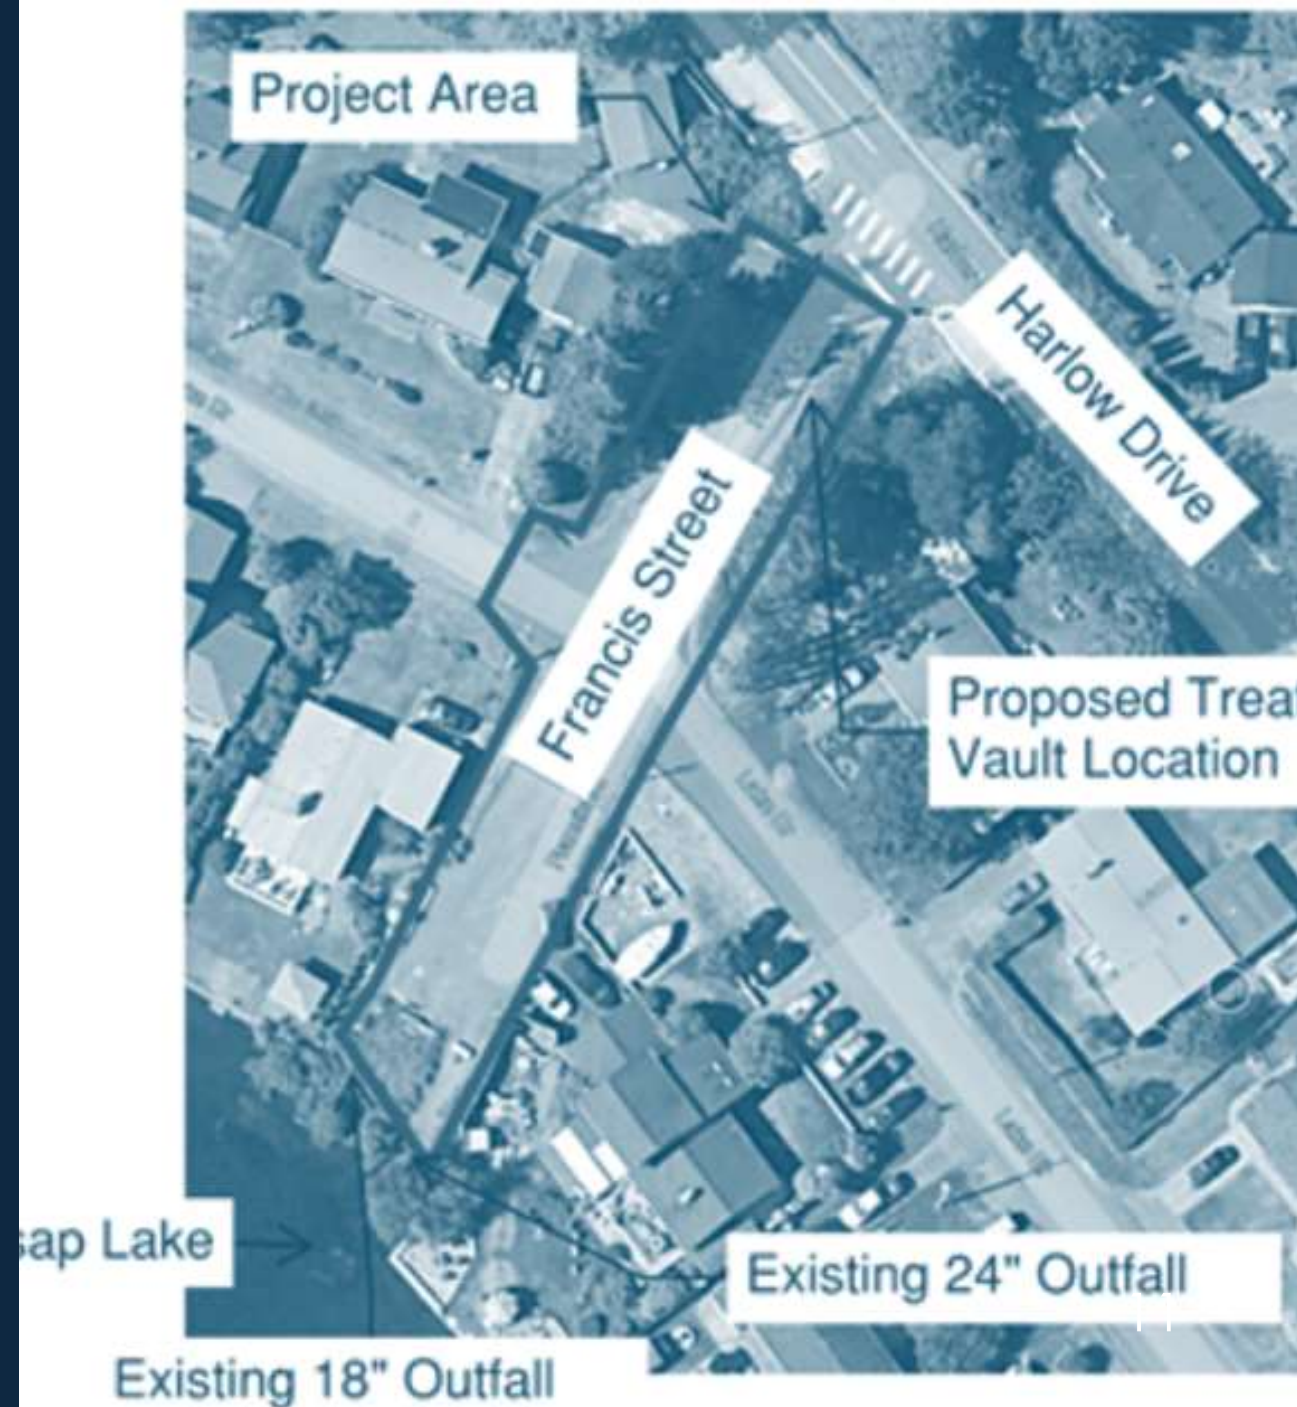 Project Area
Harlow Drive
Francis Street
Proposed Treat
Vault Location
sap Lake
Existing 24" Outfall
Existing 18" Outfall